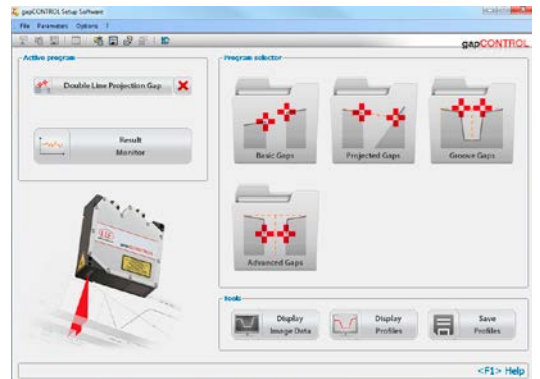 gapCONTROL Setup Software
File Parameters Options ?
gapCONTROL
Active program
Double Line Projection Gap
Result
Monitor
Program selector
Basic Gaps
Projected Gaps
Groove Gaps
Advanced Gaps
Tools
Display
Image Data
Display
Profiles
Save
Profiles
<F1> Help